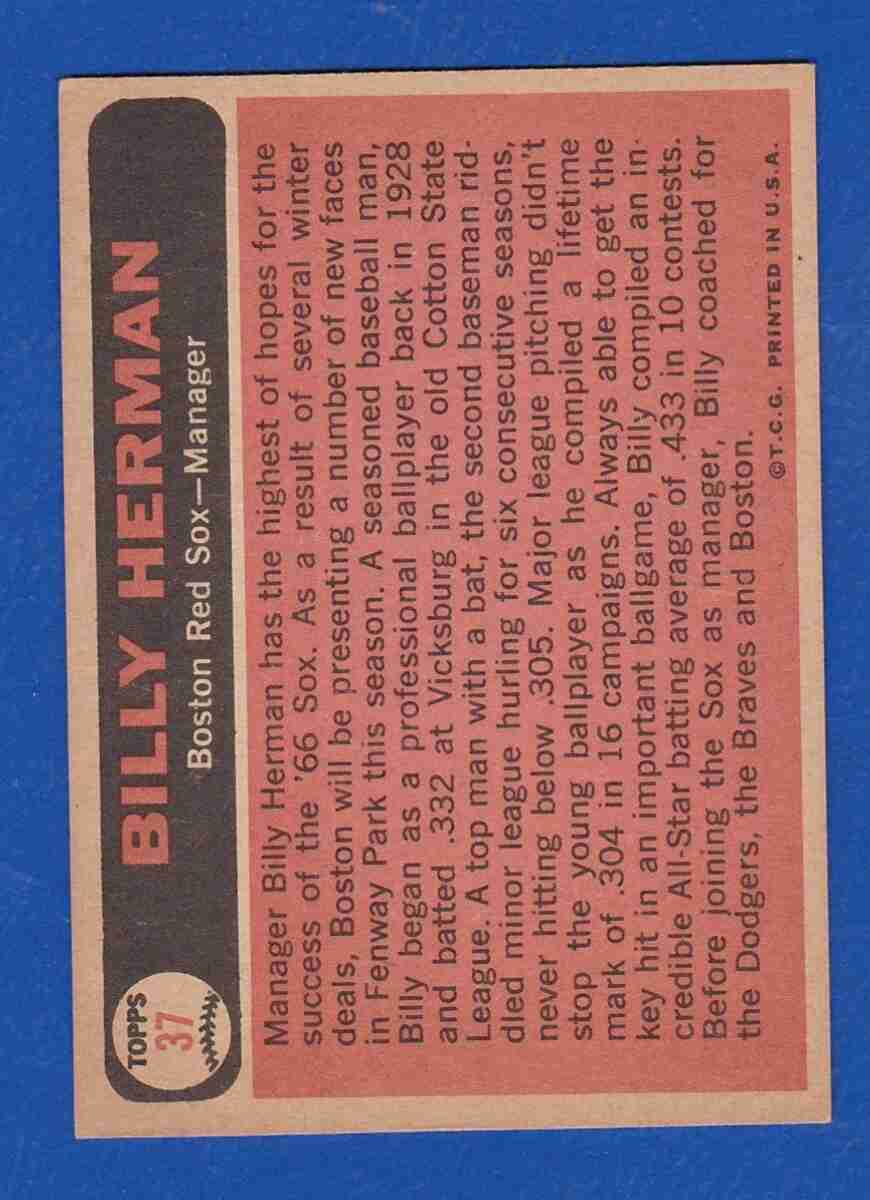 TOPPS
37
BILLY HERMAN
Boston Red Sox—Manager
Manager Billy Herman has the highest of hopes for the
success of the '66 Sox. As a result of several winter
deals, Boston will be presenting a number of new faces
in Fenway Park this season. A seasoned baseball man,
Billy began as a professional ballplayer back in 1928
and batted .332 at Vicksburg in the old Cotton State
League. A top man with a bat, the second baseman rid-
dled minor league hurling for six consecutive seasons,
never hitting below .305. Major league pitching didn't
stop the young ballplayer as he compiled a lifetime
mark of .304 in 16 campaigns. Always able to get the
key hit in an important ballgame, Billy compiled an in-
credible All-Star batting average of .433 in 10 contests.
Before joining the Sox as manager, Billy coached for
the Dodgers, the Braves and Boston.
©T.C.G. PRINTED IN U.S.A.